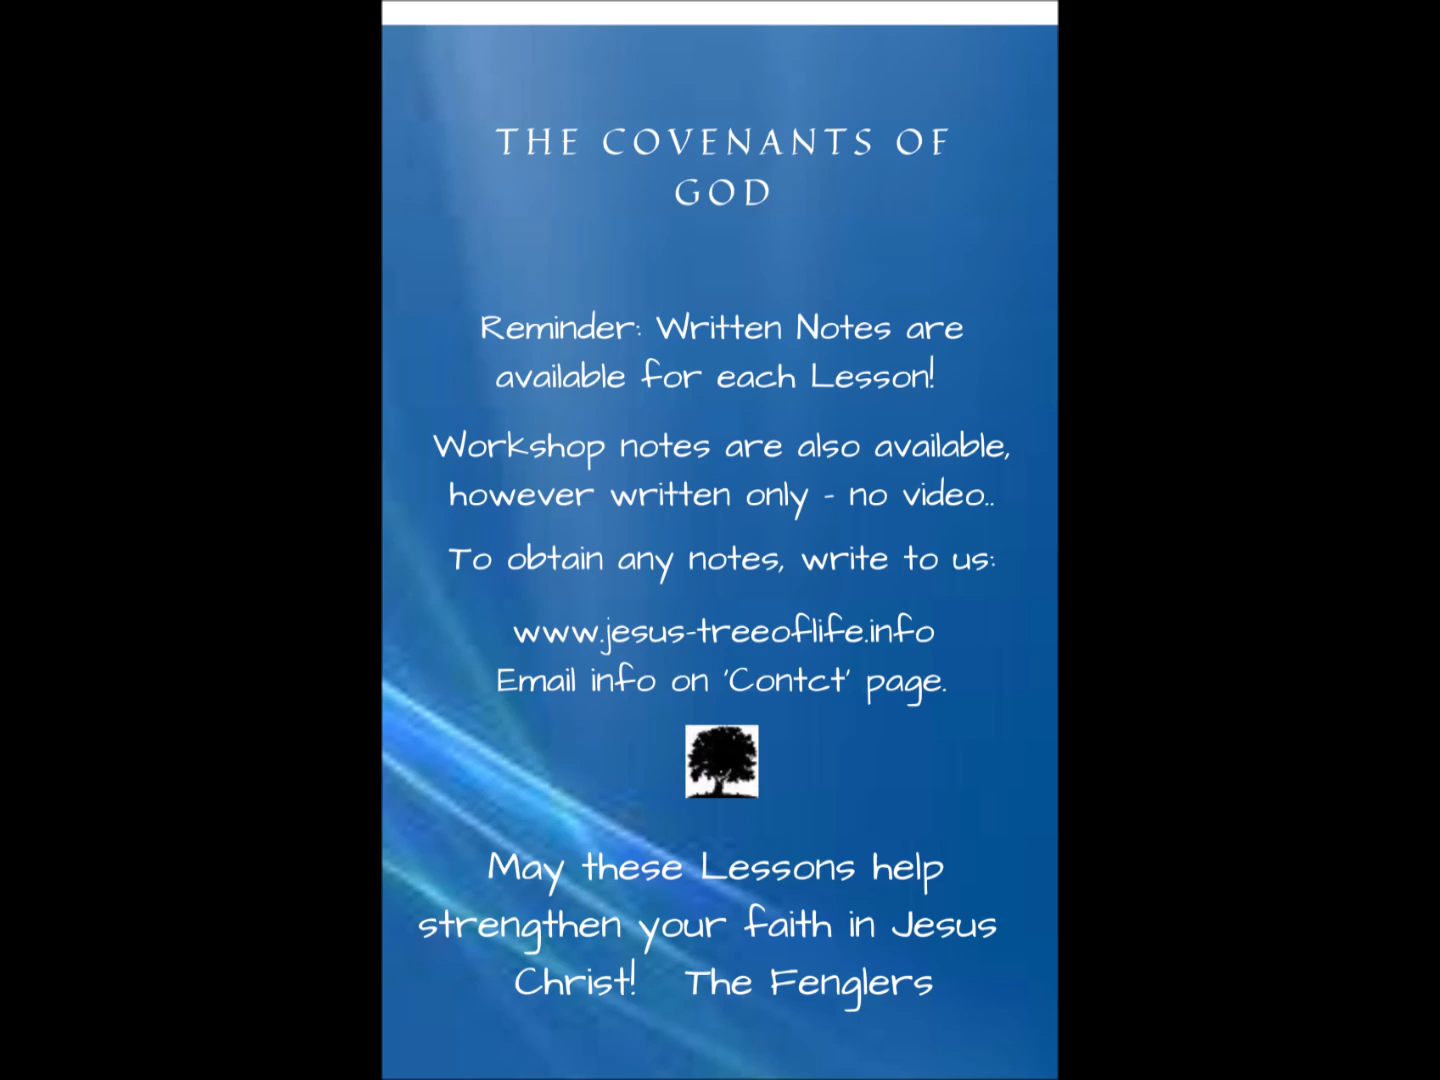 THE COVENANTS OF
GOD
Reminder: Written Notes are
available for each Lesson!
Workshop notes are also available,
however written only - no video..
To obtain any notes, write to us:
www.jesus-treeoflife.info
Email info on 'Contct' page.
May these Lessons help
strengthen your faith in Jesus
Christ! The Fenglers